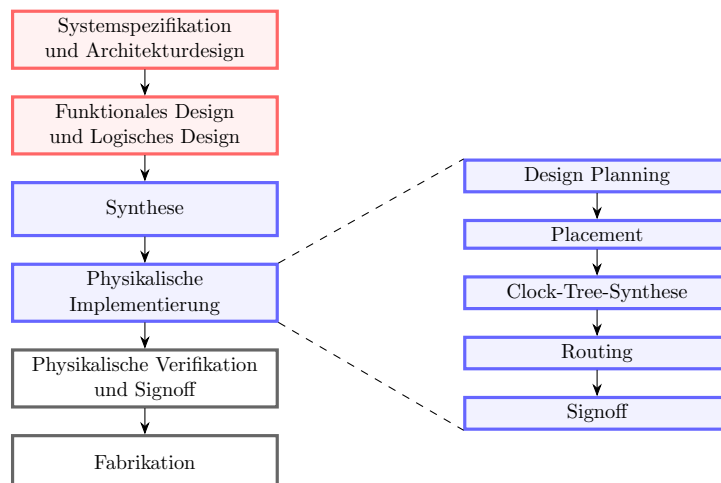 Systemspezifikation
und Architekturdesign
Funktionales Design
und Logisches Design
Synthese
Physikalische
Implementierung
Physikalische Verifikation
und Signoff
Fabrikation
Design Planning
Placement
Clock-Tree-Synthese
Routing
Signoff